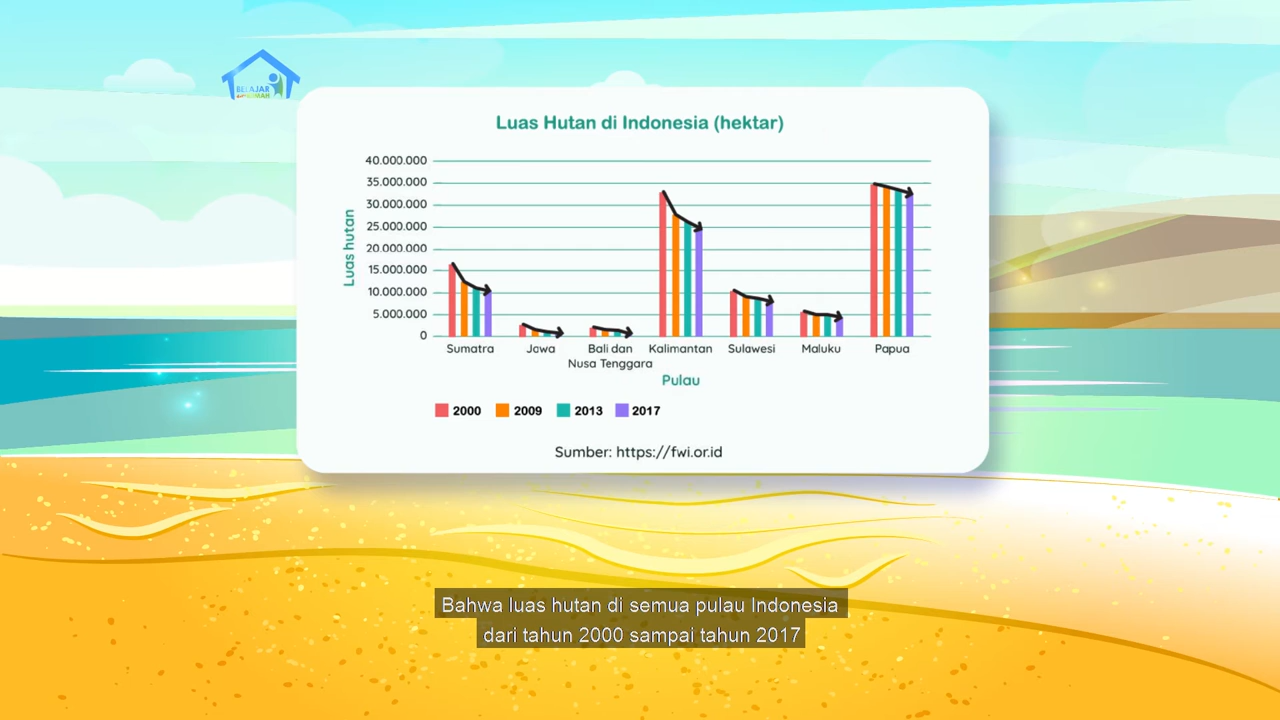 BELAJAR
Luas Hutan di Indonesia (hektar)
Luas hutan
40.000.000
35.000.000
30.000.000
25.000.000
20.000.000
15.000.000
10.000.000
5.000.000
0
Sumatra Jawa Bali dan Kalimantan Sulawesi Maluku Papua
Nusa Tenggara
Pulau
2000 2009 2013 2017
Sumber: https://fwi.or.id
Bahwa luas hutan di semua pulau Indonesia
dari tahun 2000 sampai tahun 2017